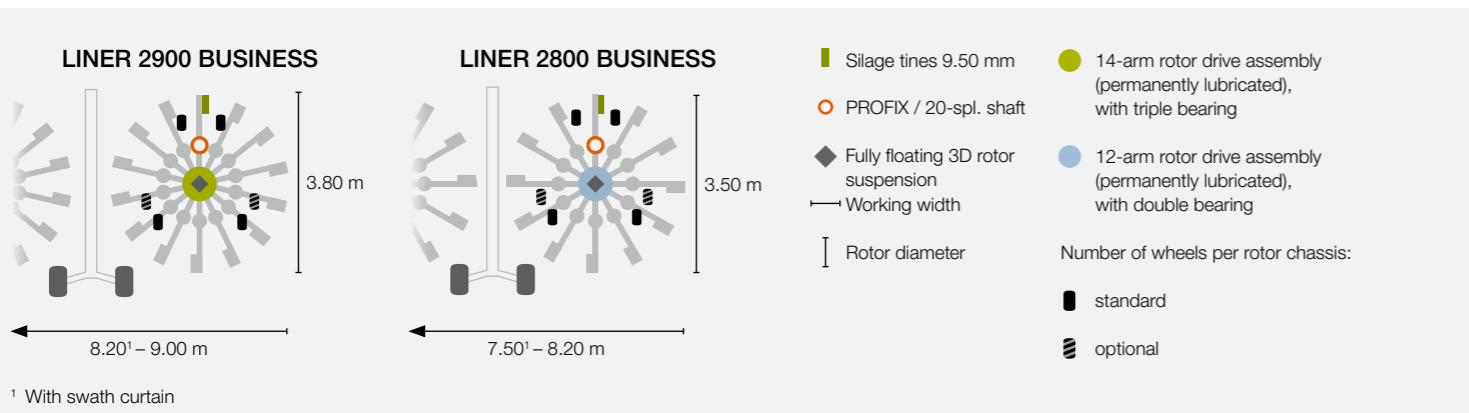 LINER 2900 BUSINESS
3.80 m
8.20¹ – 9.00 m
LINER 2800 BUSINESS
3.50 m
7.50¹ – 8.20 m
Silage tines 9.50 mm
PROFIX / 20-spl. shaft
Fully floating 3D rotor
suspension
Working width
Rotor diameter
14-arm rotor drive assembly
(permanently lubricated),
with triple bearing
12-arm rotor drive assembly
(permanently lubricated),
with double bearing
Number of wheels per rotor chassis:
standard
optional
¹ With swath curtain